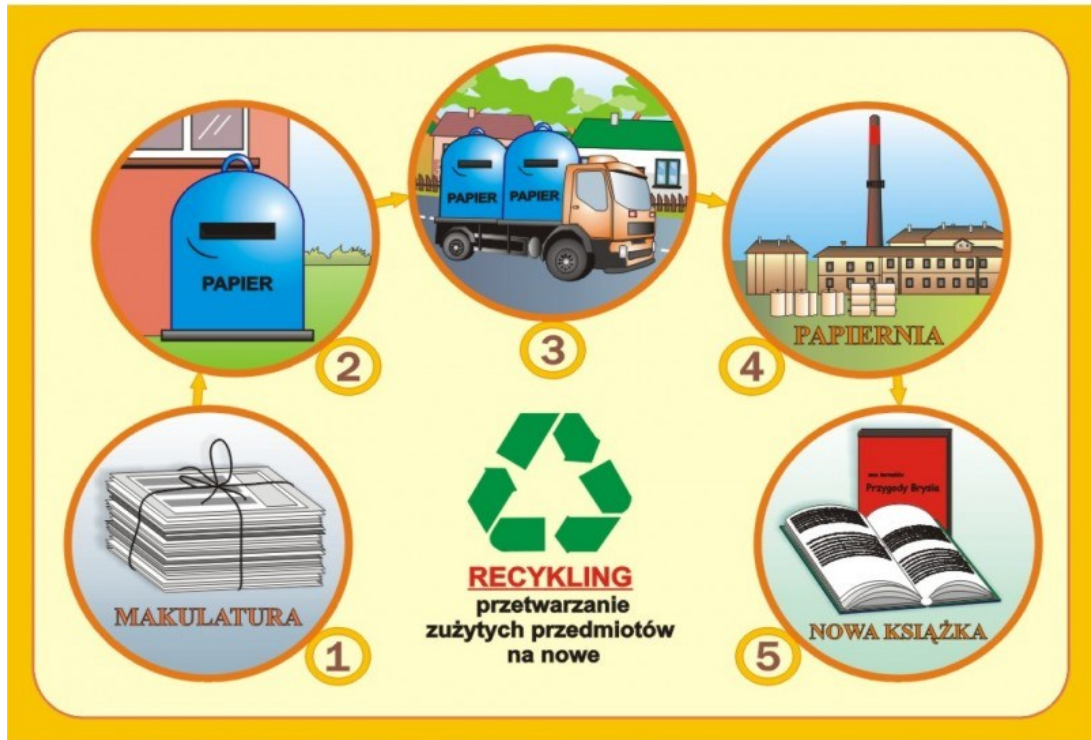 MAKULATURA
1
PAPIER
2
PAPIER PAPIER
3
PAPIERNIA
4
Przygody Brysia
NOWA KSIĄŻKA
5
RECYKLING
przetwarzanie
zużytych przedmiotów
na nowe